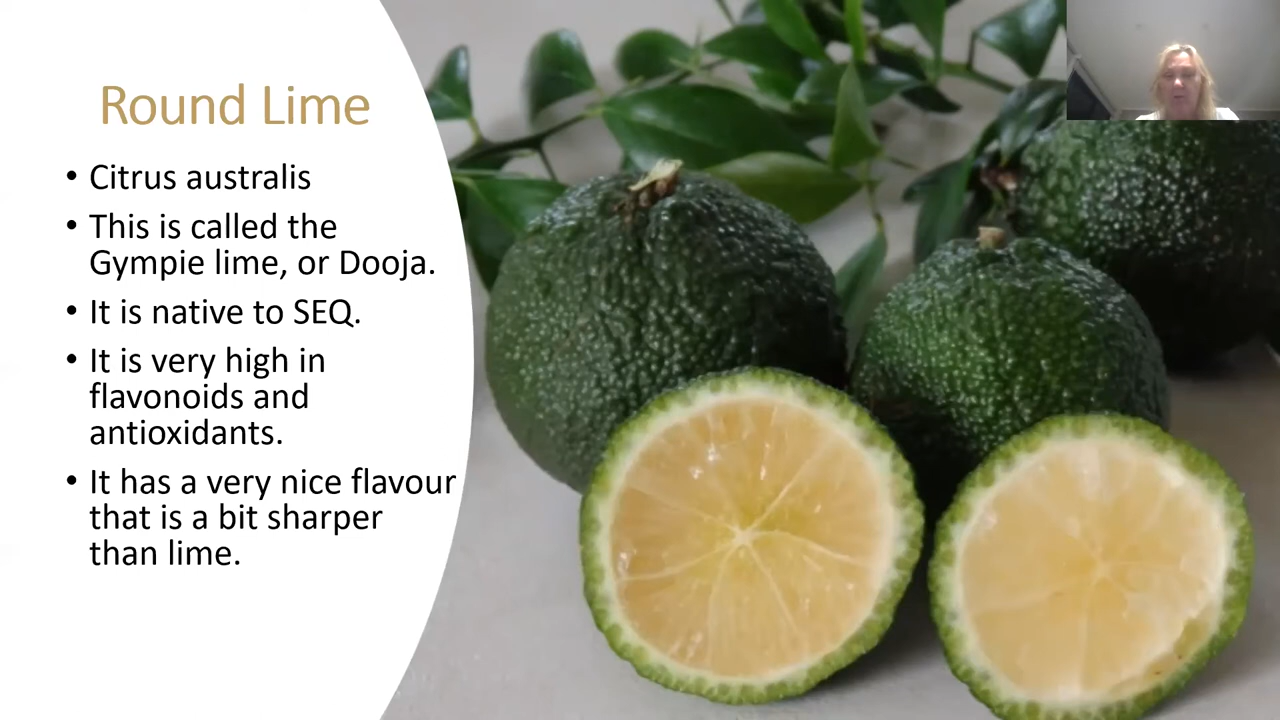 Round Lime
• Citrus australis
• This is called the
Gympie lime, or Dooja.
• It is native to SEQ.
• It is very high in
flavonoids and
antioxidants.
• It has a very nice flavour
that is a bit sharper
than lime.